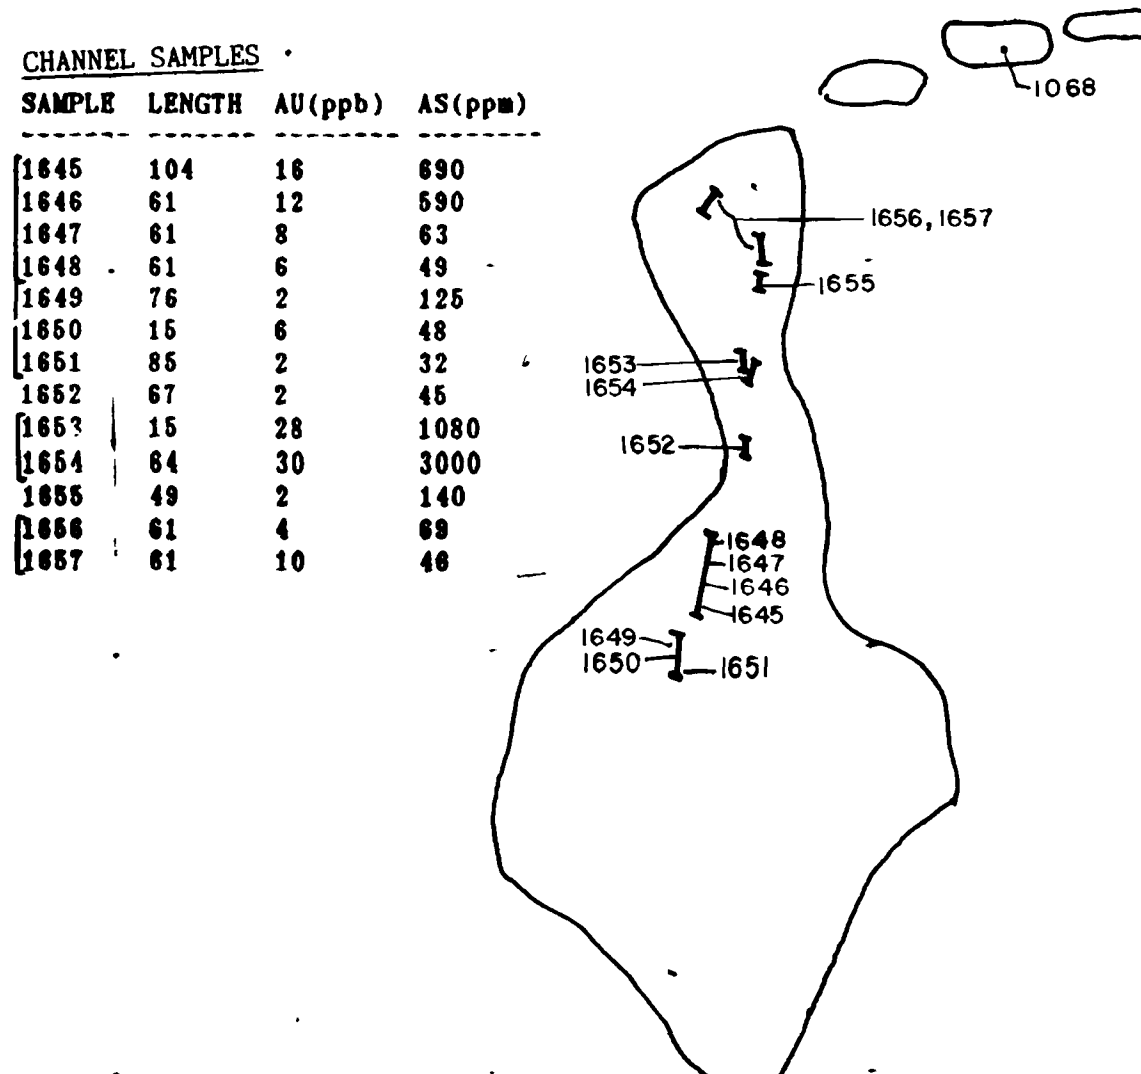 CHANNEL SAMPLES
SAMPLE LENGTH AU(ppb) AS(ppm)
1645 104 16 690
1646 61 12 590
1647 61 8 63
1648 61 6 49
1649 76 2 125
1650 15 6 48
1651 85 2 32
1652 67 2 45
1653 15 28 1080
1654 64 30 3000
1655 49 2 140
1656 61 4 69
1657 61 10 46
1068
1656, 1657
1655
1653
1654
1652
1648
1647
1646
1645
1649
1650 1651